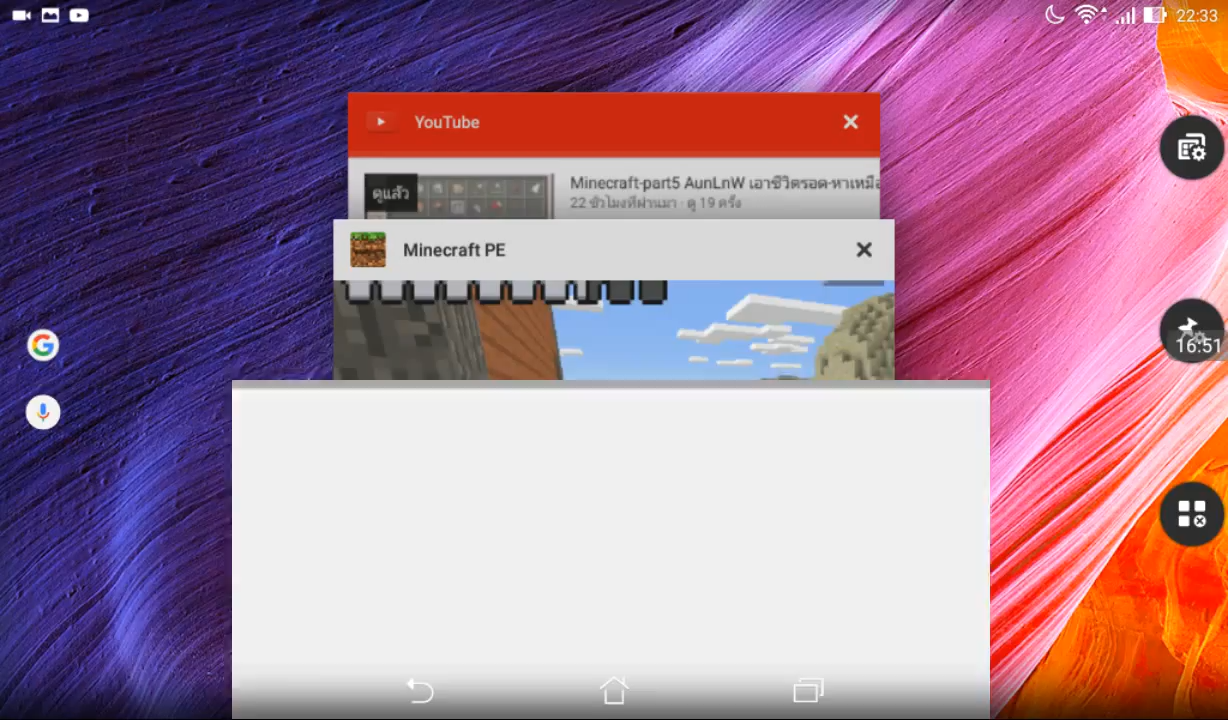 22:33
YouTube
ดูแล้ว
Minecraft-part5 AunLnW เอาชีวิตรอด-หาเหมือ
22 ชั่วโมงที่ผ่านมา · ดู 19 ครั้ง
Minecraft PE
16:51